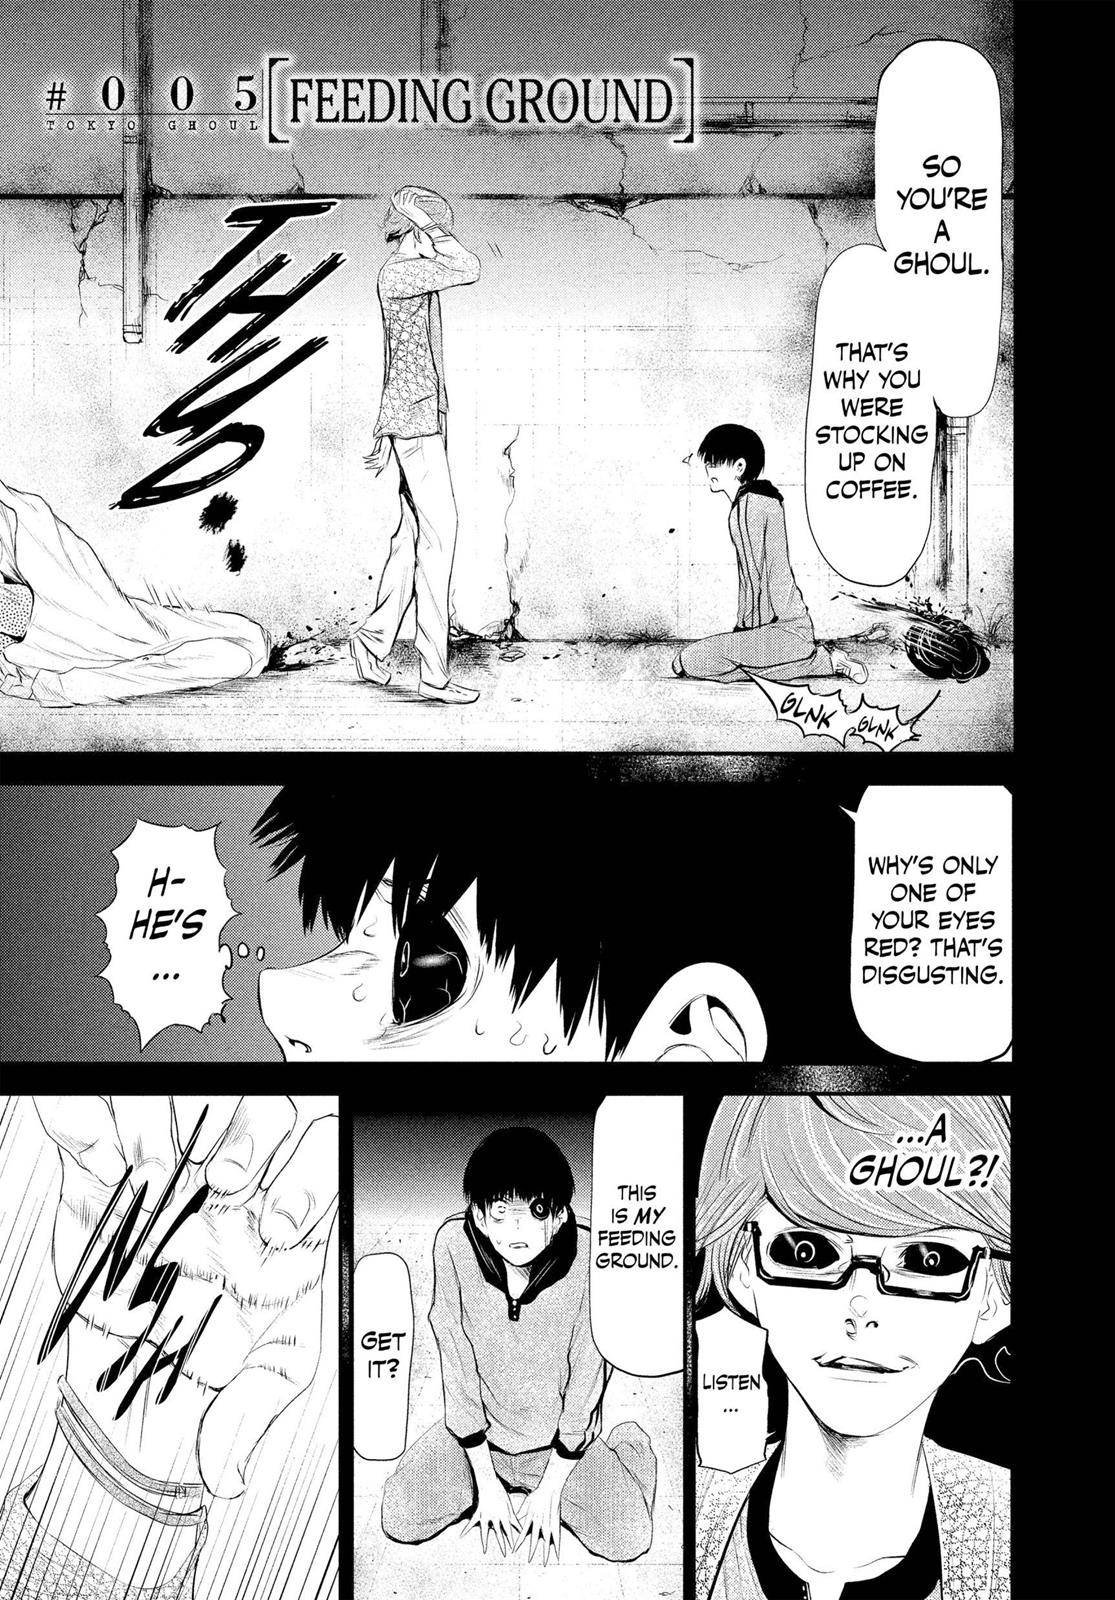 #005
TOKYO GHOUL
[FEEDING GROUND]
SO
YOU'RE
A
GHOUL.
THAT'S
WHY YOU
WERE
STOCKING
UP ON
COFFEE.
THUD
GLNK
GLNK
WHY'S ONLY
ONE OF
YOUR EYES
RED? THAT'S
DISGUSTING.
H-
HE'S
...
...A
GHOUL?!
LISTEN
...
THIS
IS MY
FEEDING
GROUND.
GET
IT?